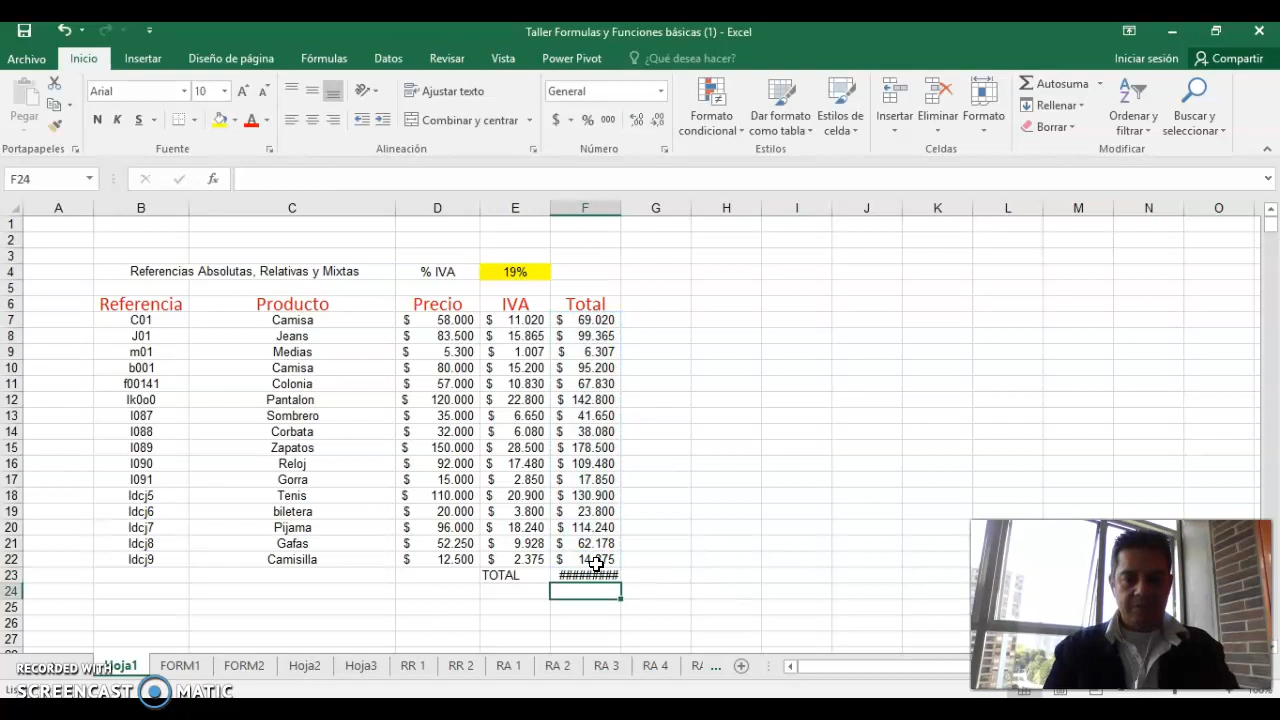 Taller Formulas y Funciones básicas (1) - Excel
Archivo Inicio Insertar Diseño de página Fórmulas Datos Revisar Vista Power Pivot ¿Qué desea hacer? Iniciar sesión Compartir
Pegar
Arial 10
N K S
Ajustar texto
Combinar y centrar
General
$ % 000
Formato condicional
Dar formato como tabla
Estilos de celda
Insertar Eliminar Formato
Autosuma
Rellenar
Borrar
Ordenar y filtrar
Buscar y seleccionar
Portapapeles Fuente Alineación Número Estilos Celdas Modificar
F24 fx
A B C D E F G H I J K L M N O
1
2
3
4 Referencias Absolutas, Relativas y Mixtas % IVA 19%
5
6 Referencia Producto Precio IVA Total
7 C01 Camisa $ 58.000 $ 11.020 $ 69.020
8 J01 Jeans $ 83.500 $ 15.865 $ 99.365
9 m01 Medias $ 5.300 $ 1.007 $ 6.307
10 b001 Camisa $ 80.000 $ 15.200 $ 95.200
11 f00141 Colonia $ 57.000 $ 10.830 $ 67.830
12 lk0o0 Pantalon $ 120.000 $ 22.800 $ 142.800
13 l087 Sombrero $ 35.000 $ 6.650 $ 41.650
14 l088 Corbata $ 32.000 $ 6.080 $ 38.080
15 l089 Zapatos $ 150.000 $ 28.500 $ 178.500
16 l090 Reloj $ 92.000 $ 17.480 $ 109.480
17 l091 Gorra $ 15.000 $ 2.850 $ 17.850
18 ldcj5 Tenis $ 110.000 $ 20.900 $ 130.900
19 ldcj6 biletera $ 20.000 $ 3.800 $ 23.800
20 ldcj7 Pijama $ 96.000 $ 18.240 $ 114.240
21 ldcj8 Gafas $ 52.250 $ 9.928 $ 62.178
22 ldcj9 Camisilla $ 12.500 $ 2.375 $
23 TOTAL #########
24
25
26
27
Hoja1 FORM1 FORM2 Hoja2 Hoja3 RR 1 RR 2 RA 1 RA 2 RA 3 RA 4 ...
RECORDED WITH
SCREENCAST MATIC
100%